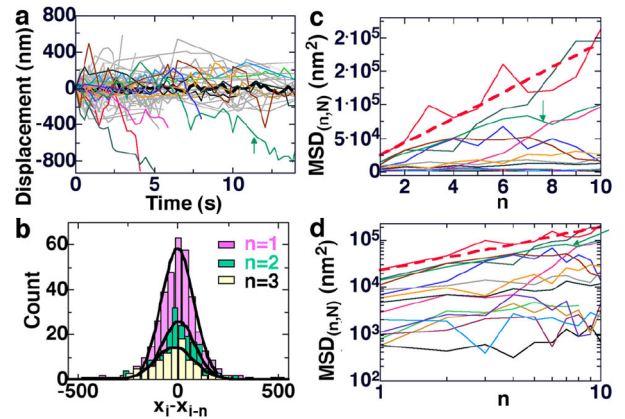 a
Displacement (nm)
800
400
0
-400
-800
0
5
10
Time (s)
b
Count
60
40
20
0
n=1
n=2
n=3
-500
0
500
xi-xi-n
c
MSD(n,N) (nm²)
2·10⁵
2·10⁵
1·10⁵
5·10⁴
0
2
4
6
8
10
n
d
MSD(n,N) (nm²)
10⁵
10⁴
10³
10²
1
10
n